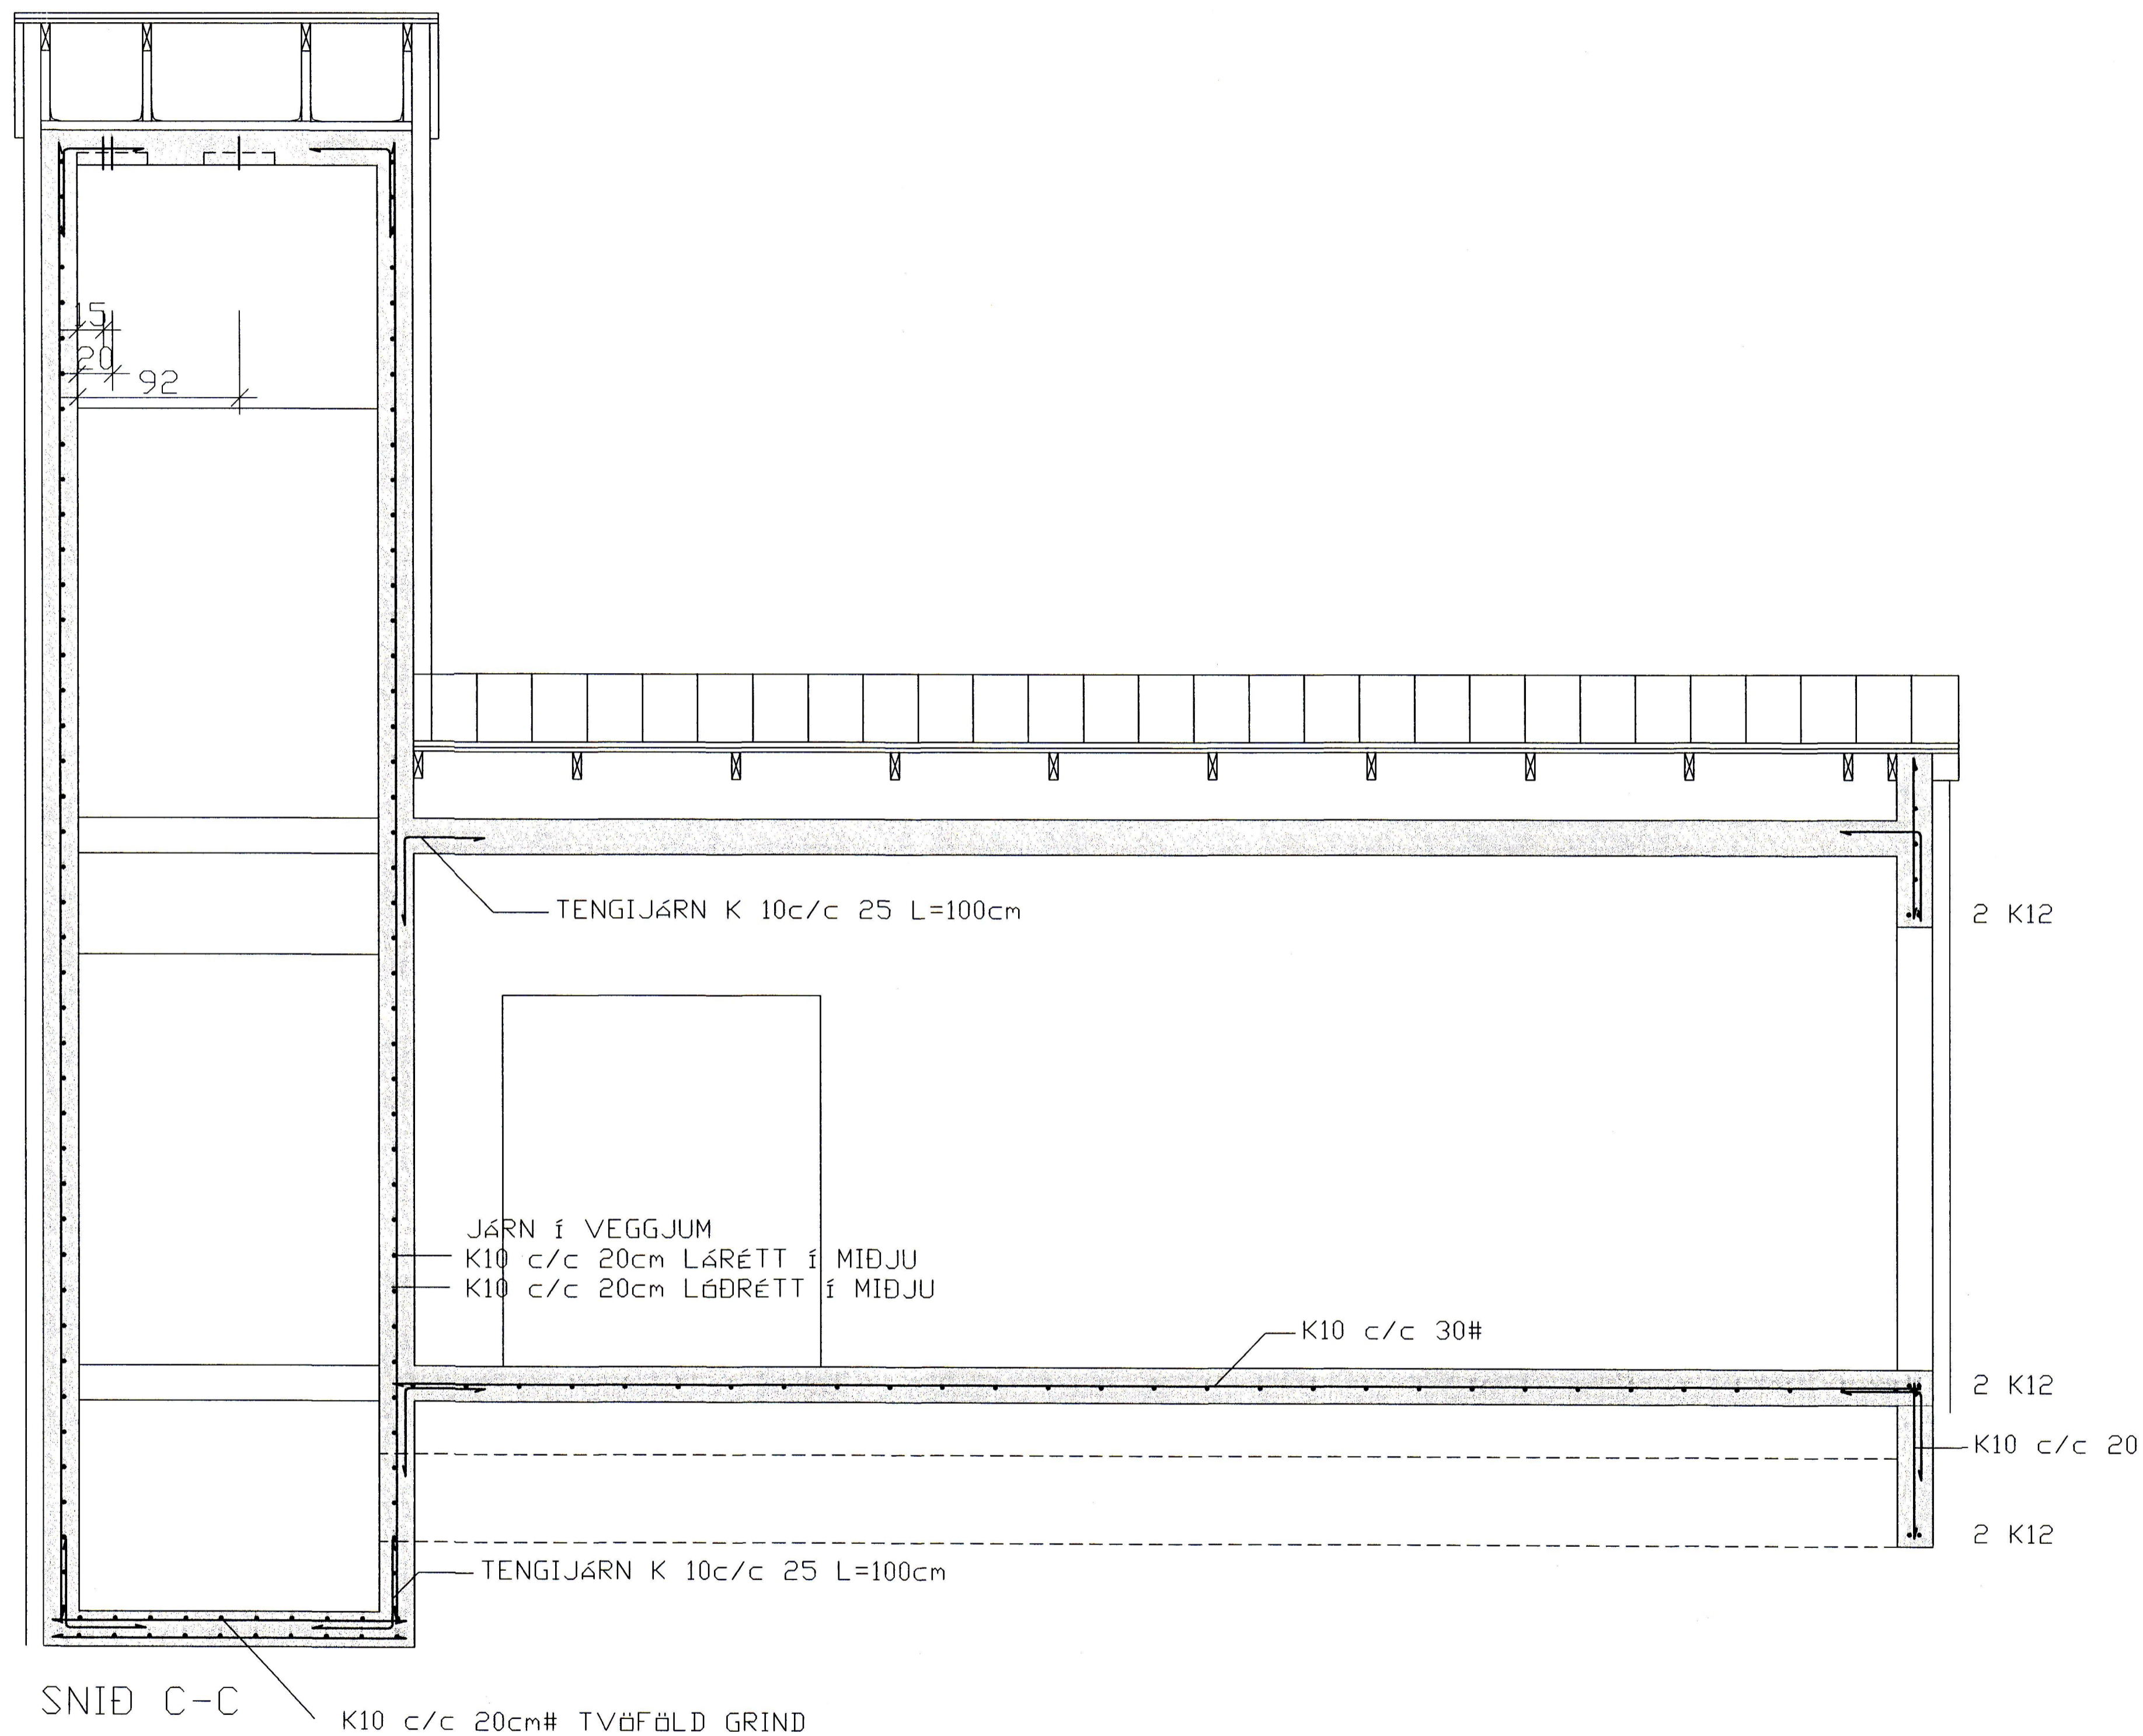 15
20
92
TENGIJÁRN K 10c/c 25 L=100cm
2 K12
JÁRN Í VEGGJUM
K10 c/c 20cm LÁRÉTT Í MIÐJU
K10 c/c 20cm LÓÐRÉTT Í MIÐJU
K10 c/c 30#
2 K12
K10 c/c 20
2 K12
TENGIJÁRN K 10c/c 25 L=100cm
SNIÐ C-C
K10 c/c 20cm# TVÖFÖLD GRIND